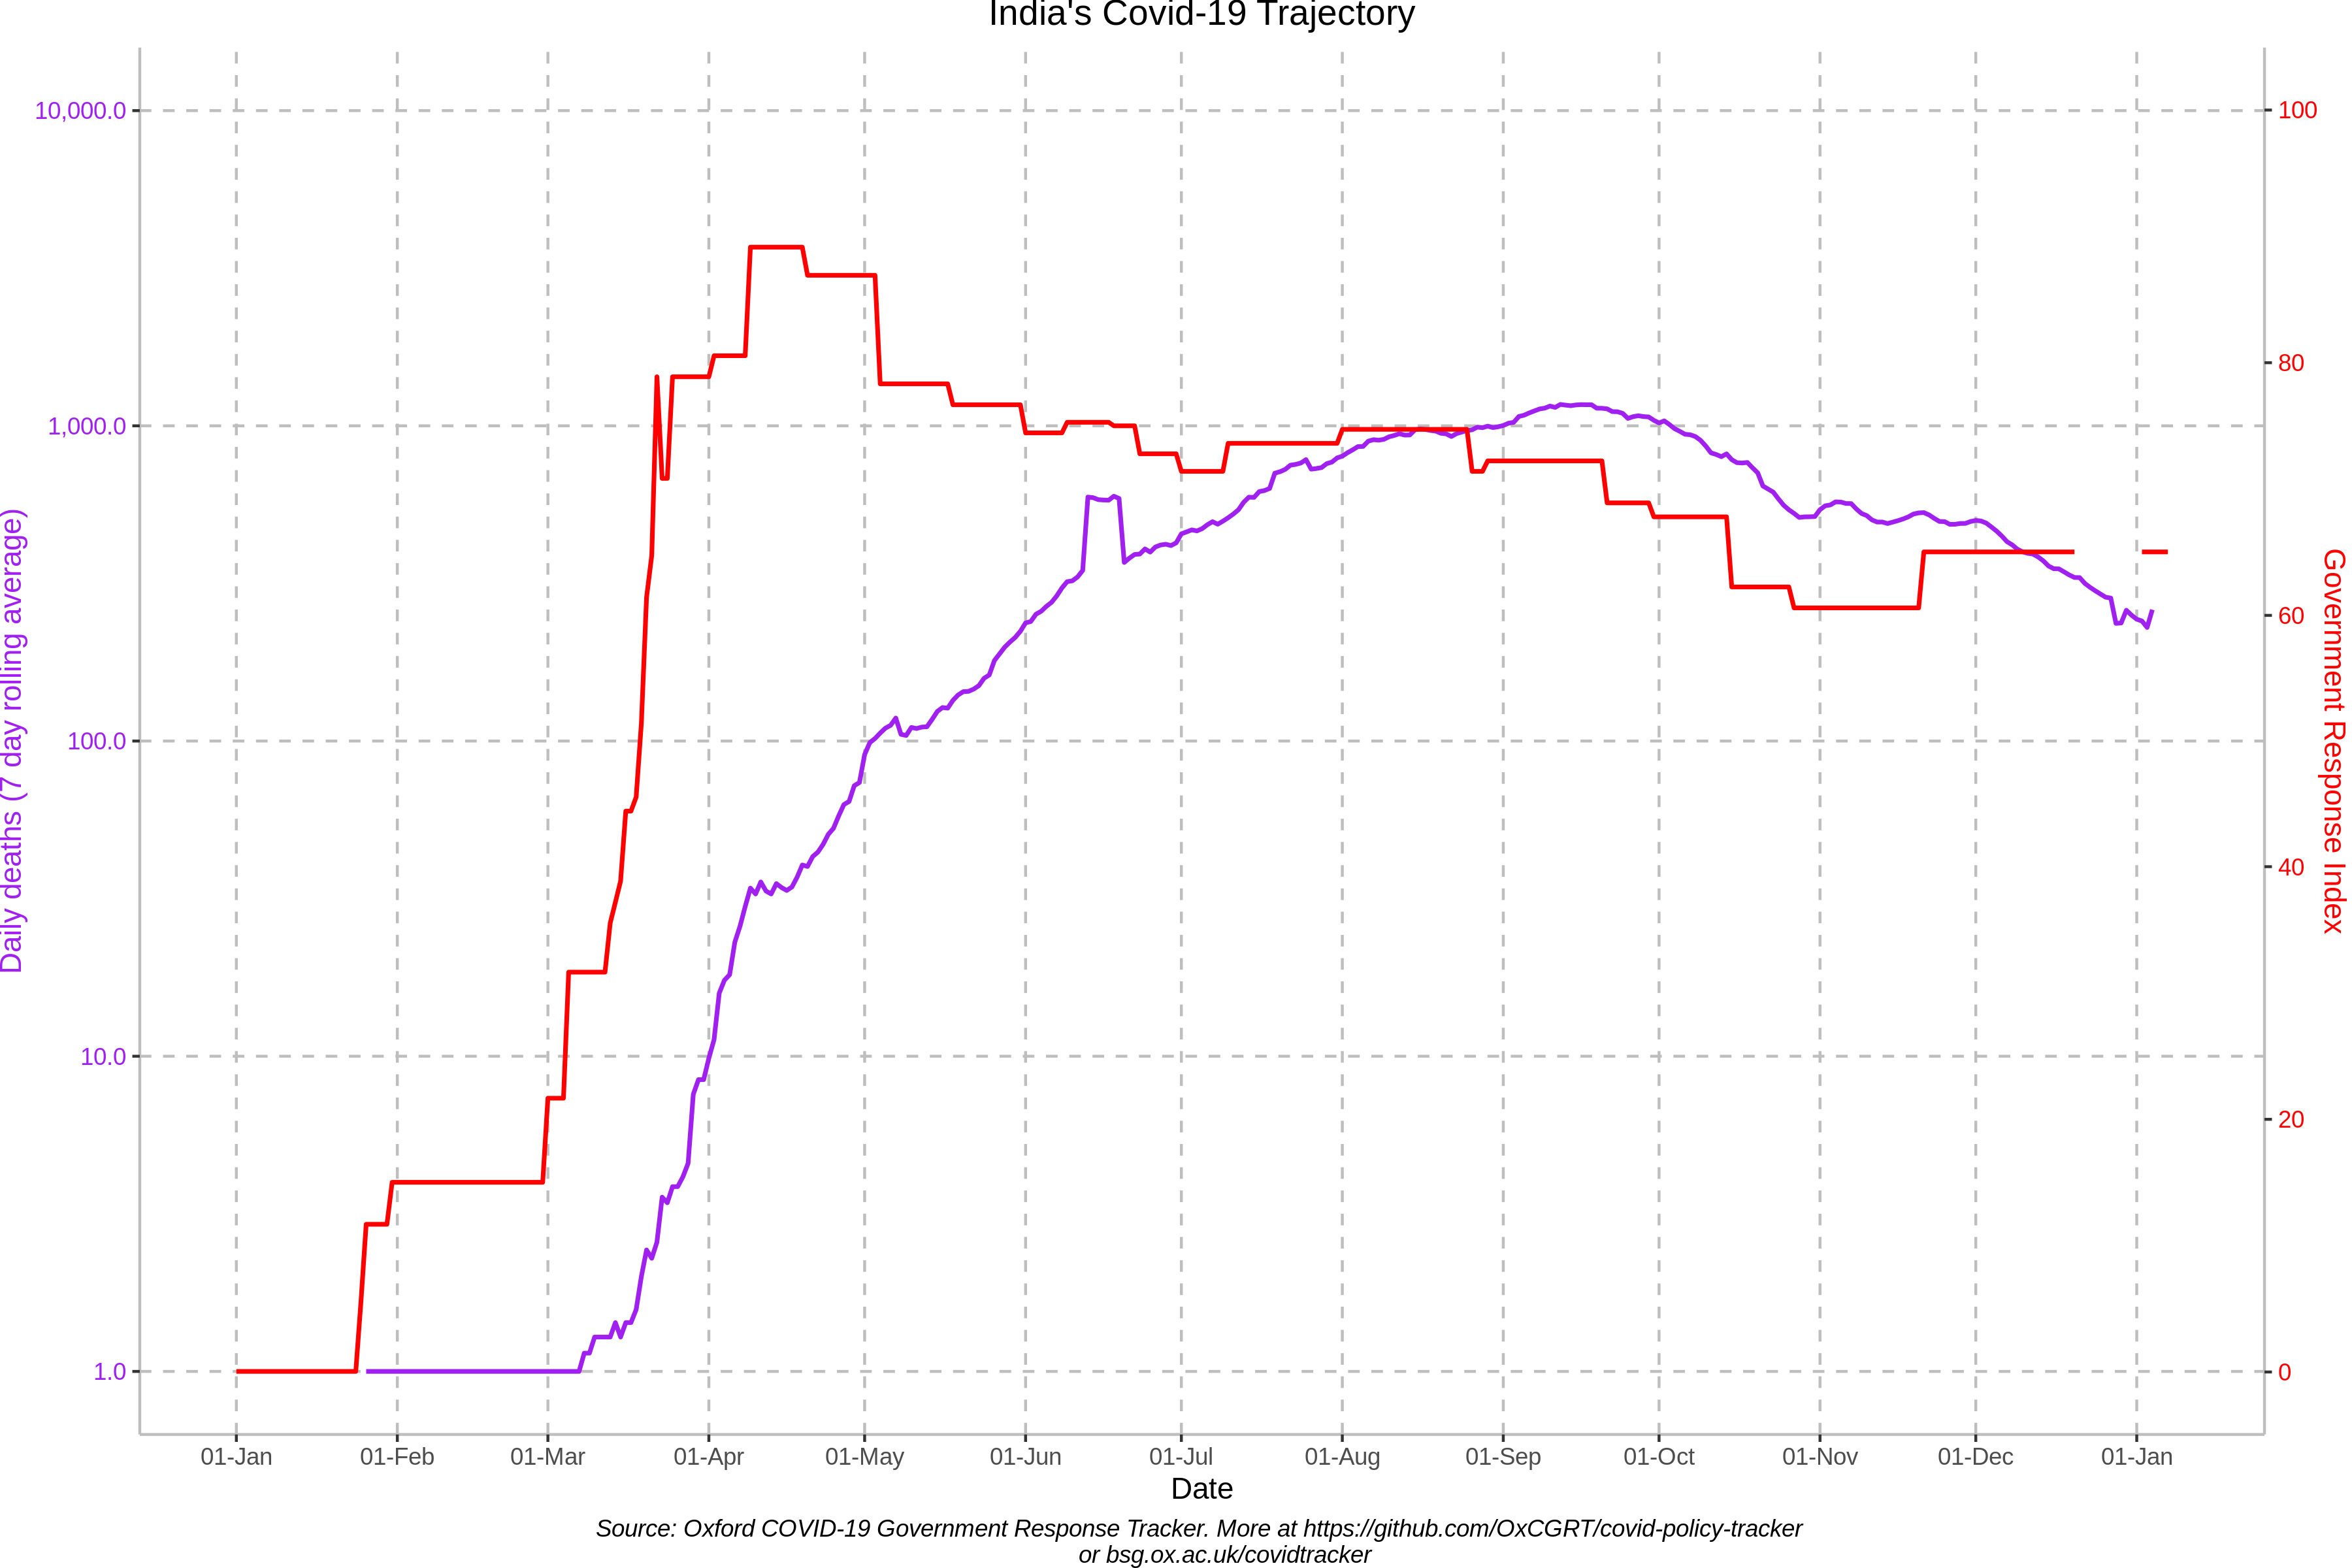 India's Covid-19 Trajectory
10,000.0
1,000.0
100.0
10.0
1.0
Daily deaths (7 day rolling average)
100
80
60
40
20
0
Government Response Index
01-Jan 01-Feb 01-Mar 01-Apr 01-May 01-Jun 01-Jul 01-Aug 01-Sep 01-Oct 01-Nov 01-Dec 01-Jan
Date
Source: Oxford COVID-19 Government Response Tracker. More at https://github.com/OxCGRT/covid-policy-tracker
or bsg.ox.ac.uk/covidtracker